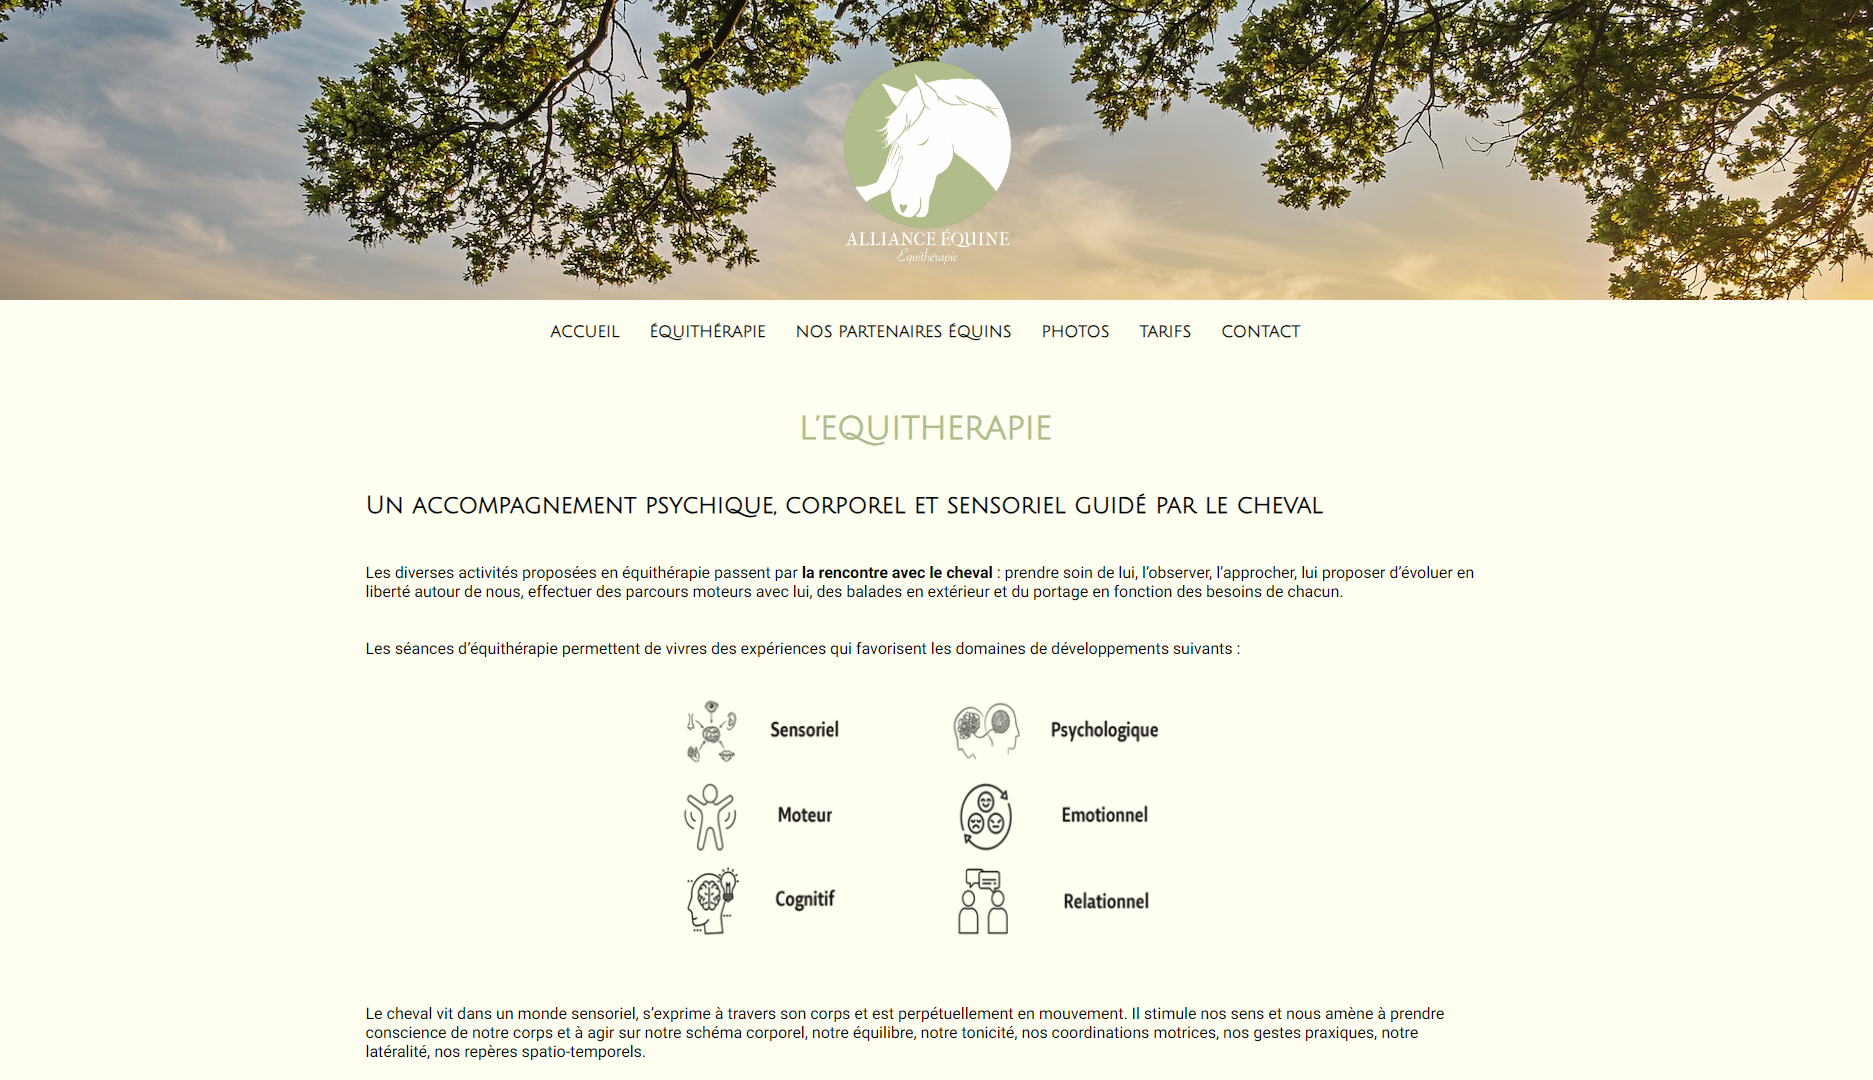 ALLIANCE ÉQUINE
Equithérapie
ACCUEIL ÉQUITHÉRAPIE NOS PARTENAIRES ÉQUINS PHOTOS TARIFS CONTACT
L’EQUITHERAPIE
Un accompagnement psychique, corporel et sensoriel guidé par le cheval
Les diverses activités proposées en équithérapie passent par la rencontre avec le cheval : prendre soin de lui, l’observer, l’approcher, lui proposer d’évoluer en
liberté autour de nous, effectuer des parcours moteurs avec lui, des balades en extérieur et du portage en fonction des besoins de chacun.
Les séances d’équithérapie permettent de vivres des expériences qui favorisent les domaines de développements suivants :
Sensoriel Psychologique
Moteur Emotionnel
Cognitif Relationnel
Le cheval vit dans un monde sensoriel, s’exprime à travers son corps et est perpétuellement en mouvement. Il stimule nos sens et nous amène à prendre
conscience de notre corps et à agir sur notre schéma corporel, notre équilibre, notre tonicité, nos coordinations motrices, nos gestes praxiques, notre
latéralité, nos repères spatio-temporels.